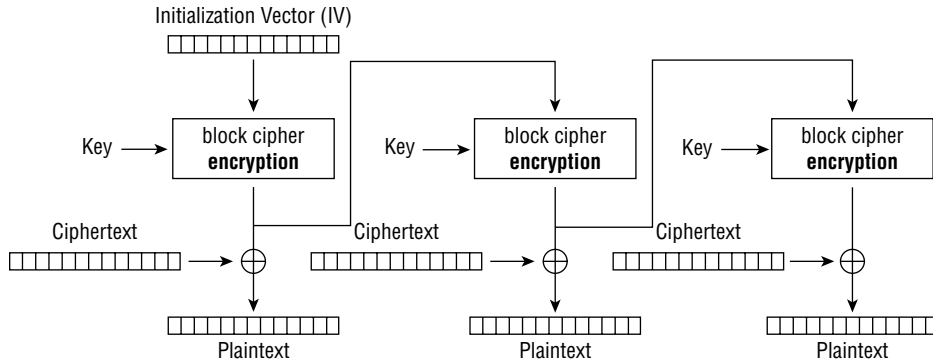 Initialization Vector (IV)
block cipher
encryption
Key
block cipher
encryption
Key
block cipher
encryption
Key
Ciphertext
Ciphertext
Ciphertext
Plaintext
Plaintext
Plaintext